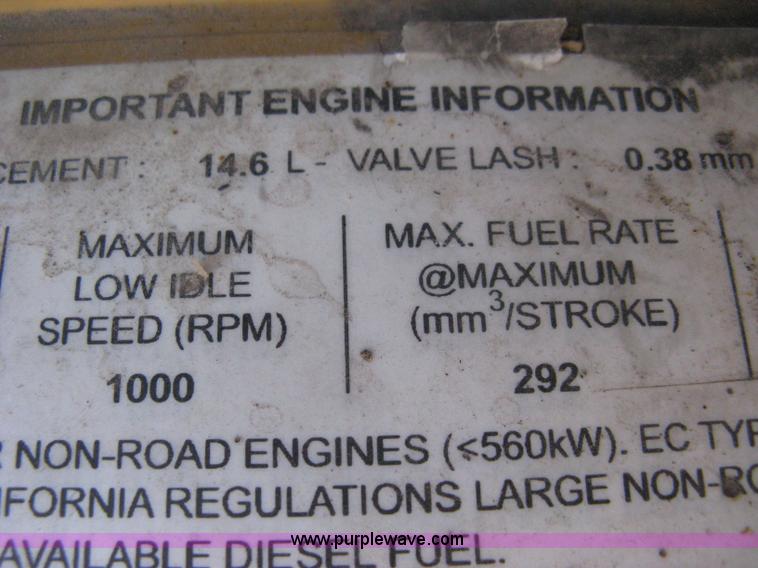 IMPORTANT ENGINE INFORMATION
CEMENT : 14.6 L - VALVE LASH : 0.38 mm
MAXIMUM
LOW IDLE
SPEED (RPM)
1000
MAX. FUEL RATE
@MAXIMUM
(mm3/STROKE)
292
R NON-ROAD ENGINES (<560kW). EC TYP
IFORNIA REGULATIONS LARGE NON-RO
AVAILABLE DIESEL FUEL.
www.purplewave.com